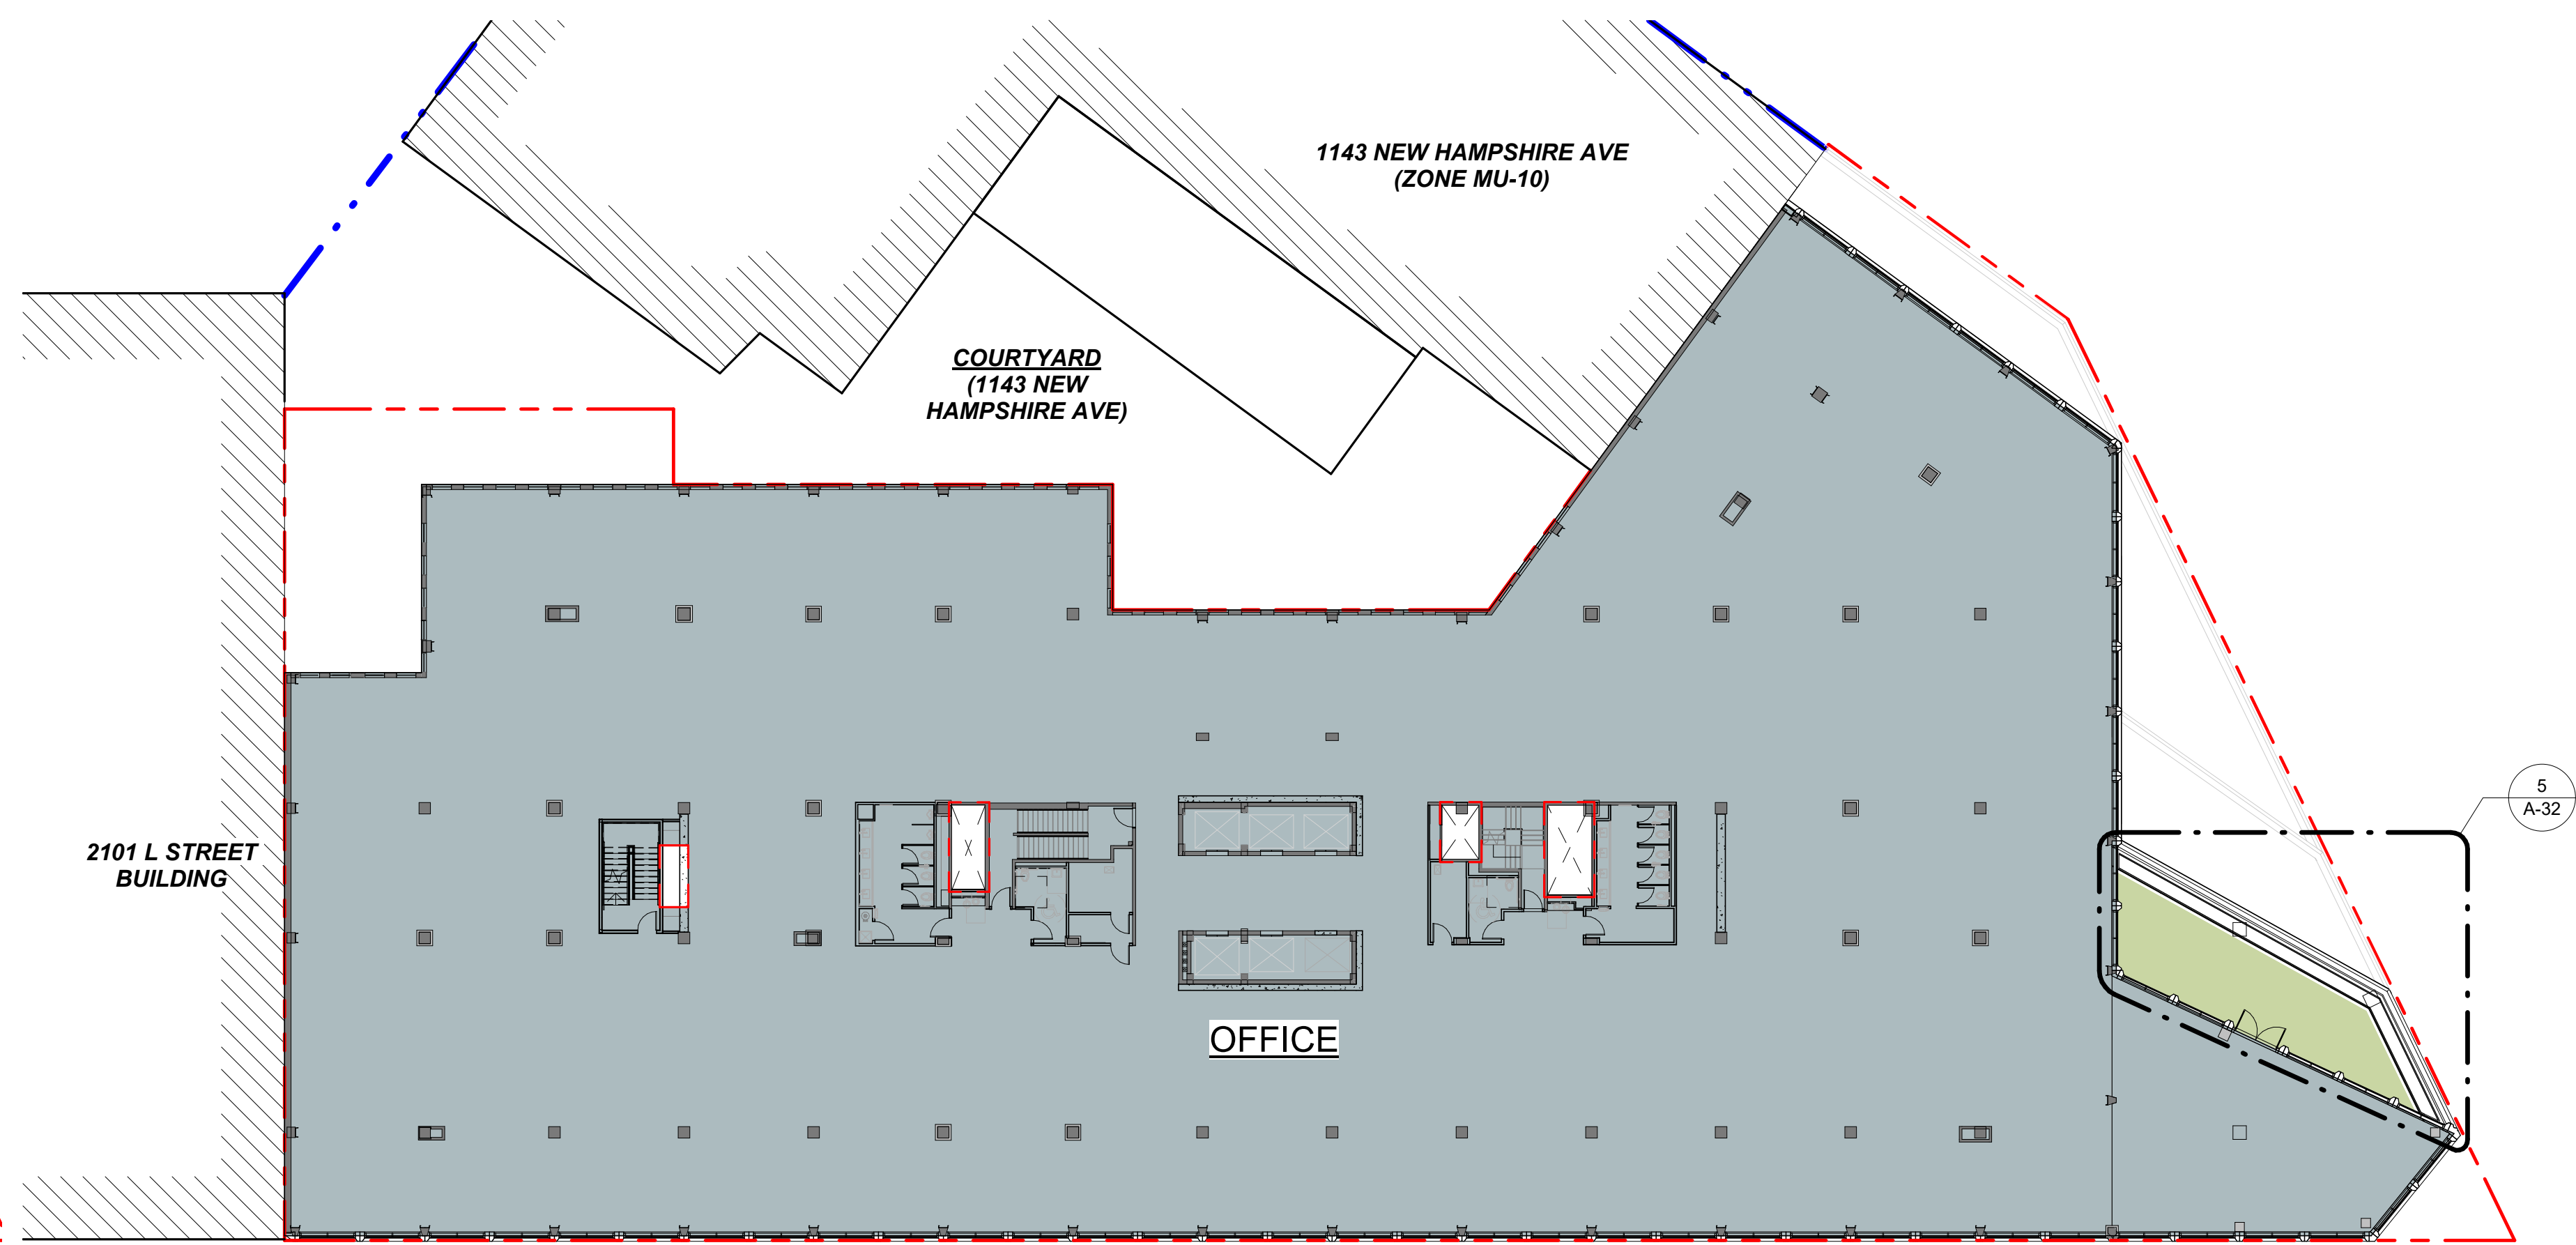 1143 NEW HAMPSHIRE AVE
(ZONE MU-10)
COURTYARD
(1143 NEW
HAMPSHIRE AVE)
5
A-32
2101 L STREET
BUILDING
OFFICE